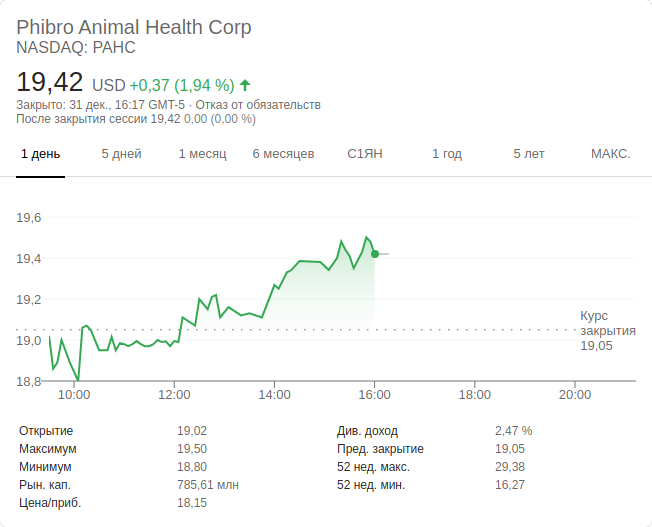 Phibro Animal Health Corp
NASDAQ: PAHC
19,42 USD +0,37 (1,94 %)
Закрыто: 31 дек., 16:17 GMT-5 · Отказ от обязательств
После закрытия сессии 19,42 0,00 (0,00 %)
1 день 5 дней 1 месяц 6 месяцев С1ЯН 1 год 5 лет МАКС.
19,6
19,4
19,2
19,0
18,8
Курс
закрытия
19,05
10:00 12:00 14:00 16:00 18:00 20:00
Открытие 19,02 Див. доход 2,47 %
Максимум 19,50 Пред. закрытие 19,05
Минимум 18,80 52 нед. макс. 29,38
Рын. кап. 785,61 млн 52 нед. мин. 16,27
Цена/приб. 18,15